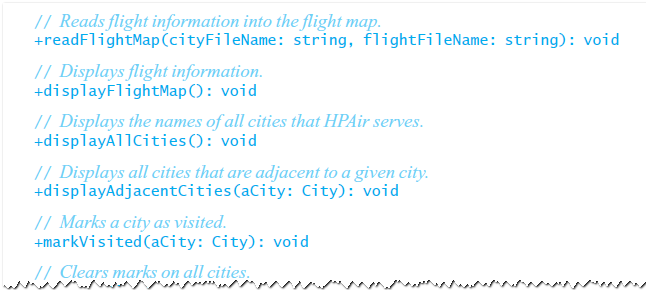 // Reads flight information into the flight map.
+readFlightMap(cityFileName: string, flightFileName: string): void
// Displays flight information.
+displayFlightMap(): void
// Displays the names of all cities that HPAir serves.
+displayAllCities(): void
// Displays all cities that are adjacent to a given city.
+displayAdjacentCities(aCity: City): void
// Marks a city as visited.
+markVisited(aCity: City): void
// Clears marks on all cities.